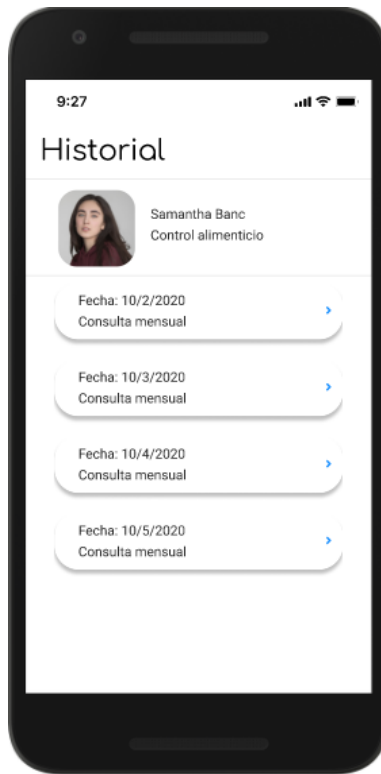 9:27
Historial
Samantha Banc
Control alimenticio
Fecha: 10/2/2020
Consulta mensual
Fecha: 10/3/2020
Consulta mensual
Fecha: 10/4/2020
Consulta mensual
Fecha: 10/5/2020
Consulta mensual